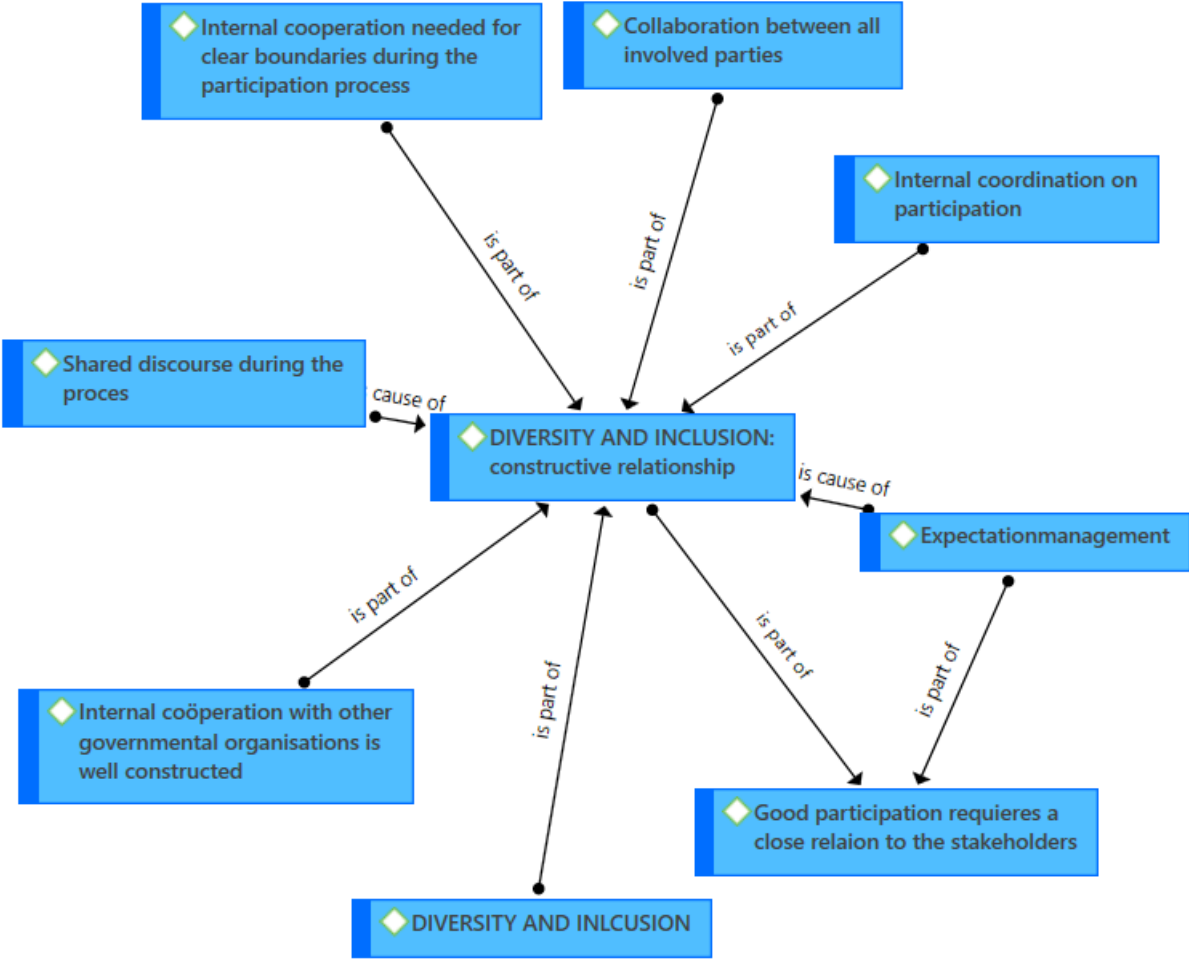 Internal cooperation needed for
clear boundaries during the
participation process
Collaboration between all
involved parties
Internal coordination on
participation
is part of
is part of
is part of
Shared discourse during the
proces
cause of
DIVERSITY AND INCLUSION:
constructive relationship
is cause of
Expectationmanagement
is part of
is part of
is part of
is part of
Internal coöperation with other
governmental organisations is
well constructed
Good participation requieres a
close relaion to the stakeholders
DIVERSITY AND INLCUSION